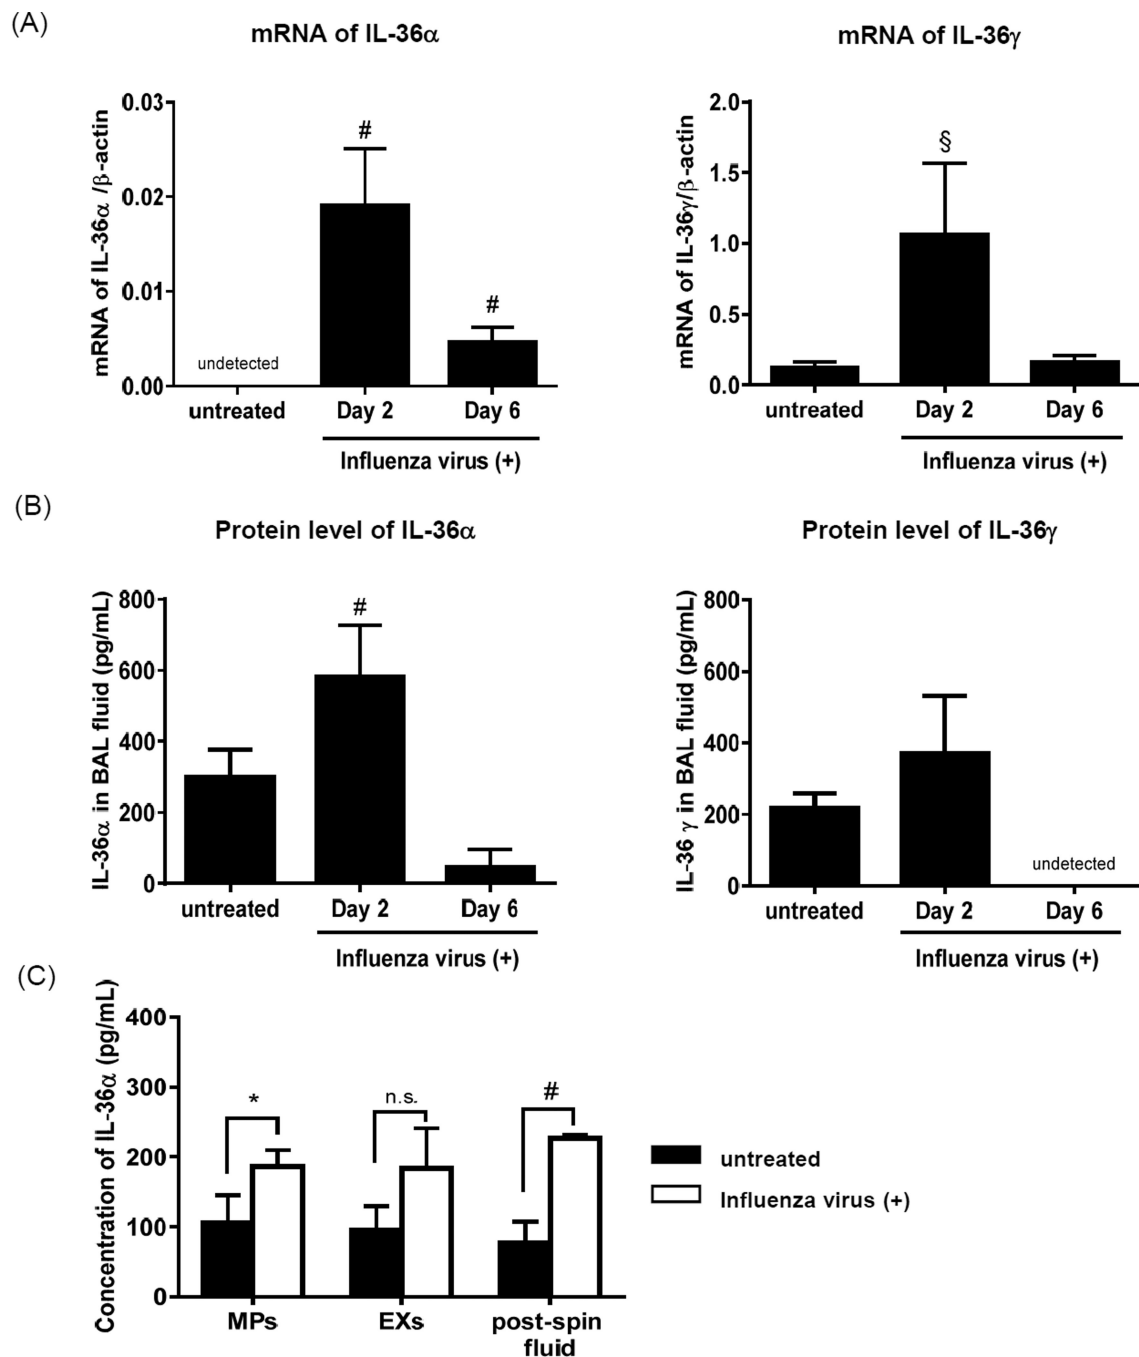 (A)
mRNA of IL-36α
mRNA of IL-36α /β-actin
0.03
0.02
0.01
0.00
#
#
undetected
untreated
Day 2
Day 6
Influenza virus (+)
mRNA of IL-36γ
mRNA of IL-36γ/β-actin
2.0
1.5
1.0
0.5
0.0
§
untreated
Day 2
Day 6
Influenza virus (+)
(B)
Protein level of IL-36α
IL-36α in BAL fluid (pg/mL)
800
600
400
200
0
#
untreated
Day 2
Day 6
Influenza virus (+)
Protein level of IL-36γ
IL-36 γ in BAL fluid (pg/mL)
800
600
400
200
0
undetected
untreated
Day 2
Day 6
Influenza virus (+)
(C)
Concentration of IL-36α (pg/mL)
400
300
200
100
0
*
n.s.
#
MPs
EXs
post-spin
fluid
untreated
Influenza virus (+)